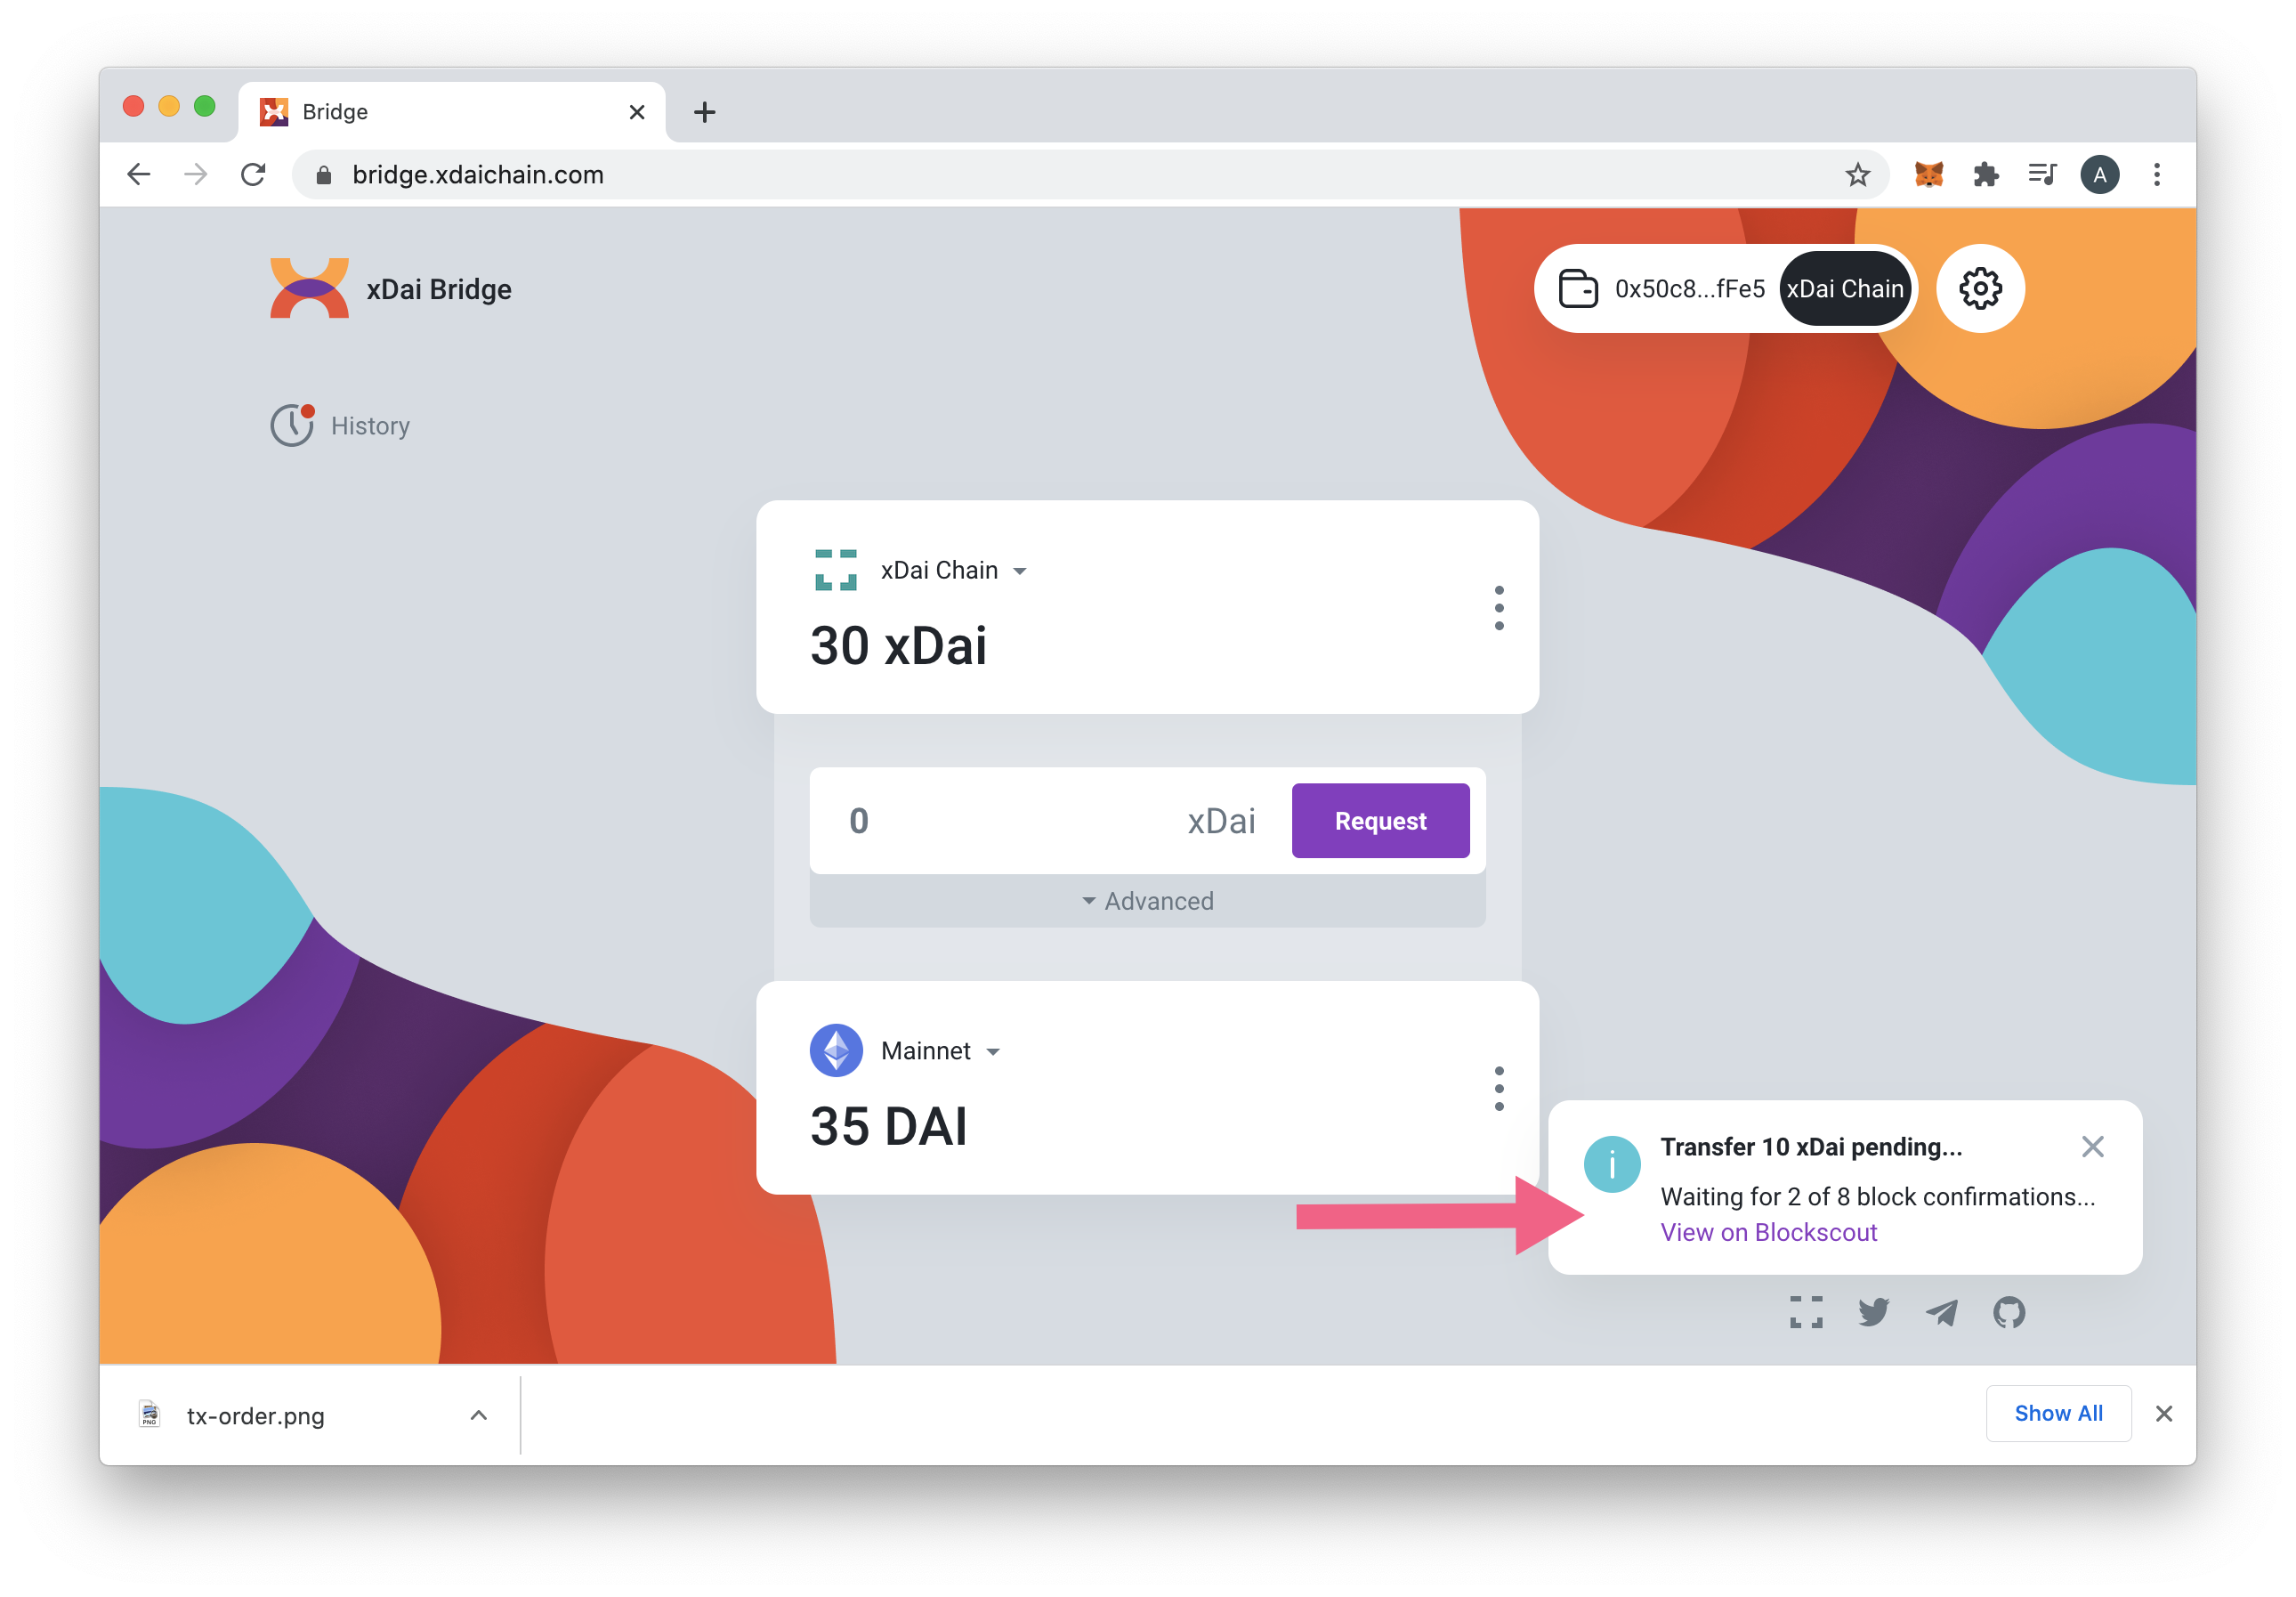 Bridge
bridge.xdaichain.com
A
xDai Bridge
0x50c8...fFe5
xDai Chain
History
xDai Chain
30 xDai
0
xDai
Request
Advanced
Mainnet
35 DAI
Transfer 10 xDai pending...
Waiting for 2 of 8 block confirmations...
View on Blockscout
PNG
tx-order.png
Show All